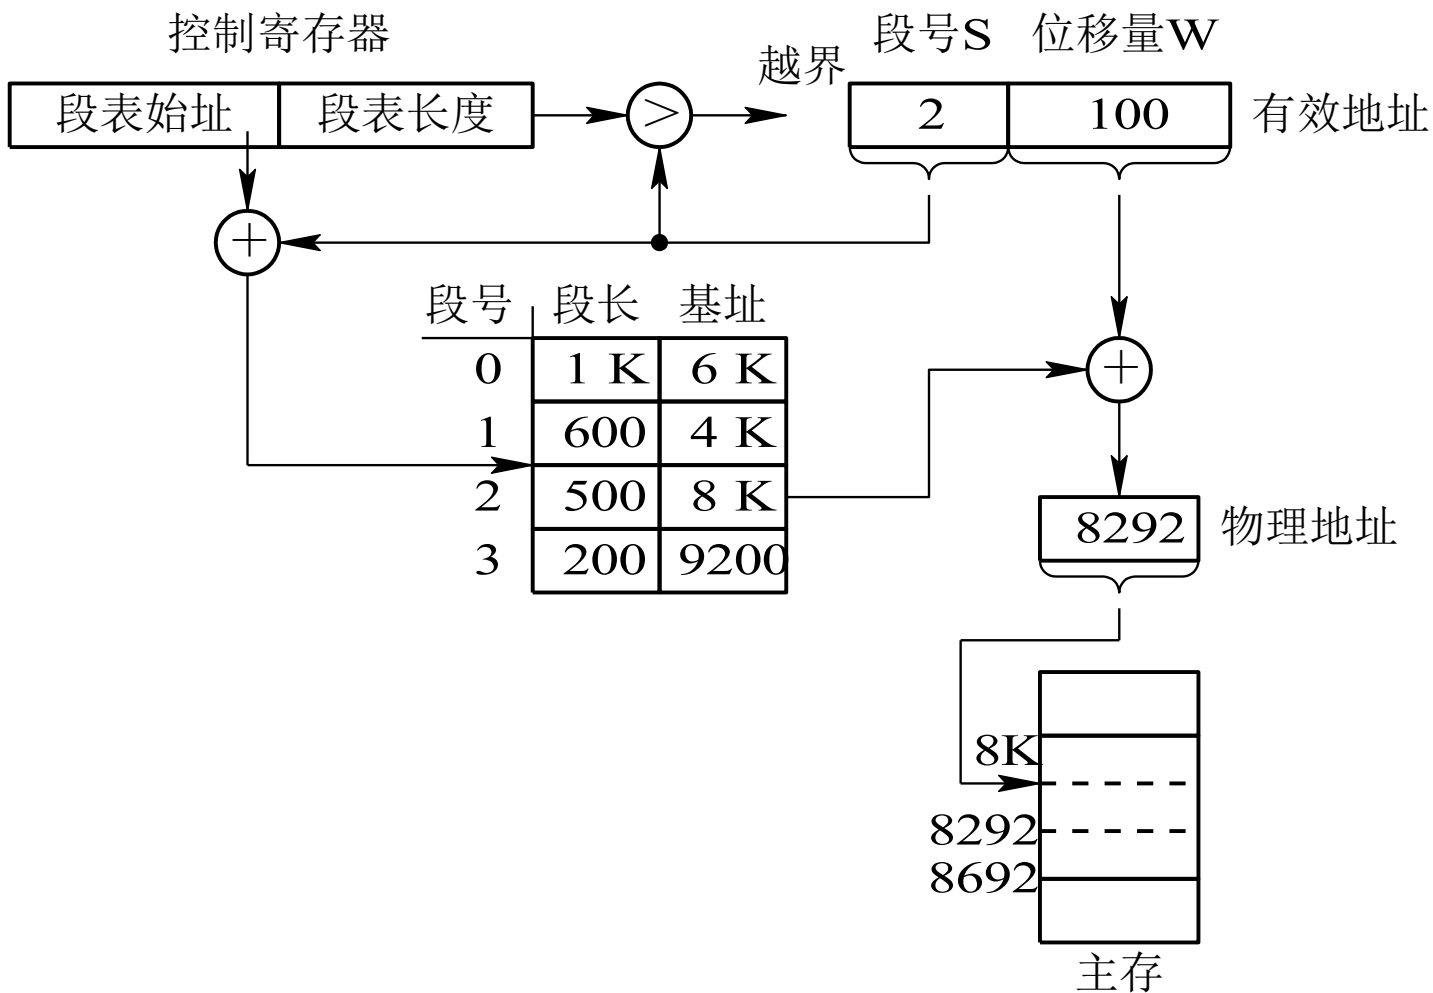 控制寄存器
段表始址 段表长度
>
越界
段号S 位移量W
2 100
有效地址
+
段号 段长 基址
0 1 K 6 K
1 600 4 K
2 500 8 K
3 200 9200
+
8292
物理地址
8K
8292
8692
主存